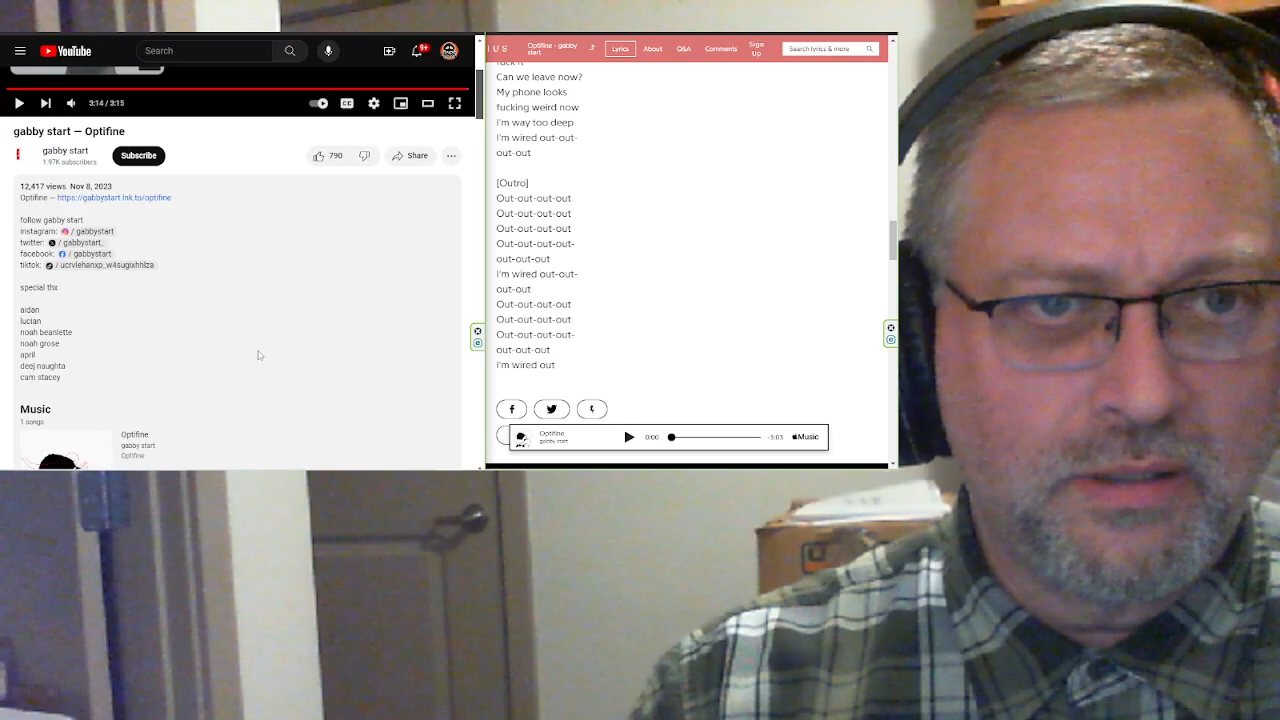 YouTube
Search
9+
3:14 / 3:15
CC
gabby start — Optifine
gabby start
1.97K subscribers
Subscribe
790
Share
12,417 views Nov 8, 2023
Optifine — https://gabbystart.lnk.to/optifine
follow gabby start
instagram: / gabbystart
twitter: / gabbystart_
facebook: / gabbystart
tiktok: / ucrvlehanxp_w4sugixhhlza
special thx
aidan
lucian
noah beanlette
noah grose
april
deej naughta
cam stacey
Music
1 songs
Optifine
gabby start
Optifine
IUS
Optifine - gabby
start
Lyrics
About
Q&A
Comments
Sign
Up
Search lyrics & more
fuck it
Can we leave now?
My phone looks
fucking weird now
I'm way too deep
I'm wired out-out-
out-out
[Outro]
Out-out-out-out
Out-out-out-out
Out-out-out-out
Out-out-out-out-
out-out-out
I'm wired out-out-
out-out
Out-out-out-out
Out-out-out-out
Out-out-out-out-
out-out-out
I'm wired out
Optifine
gabby start
0:00
-3:03
Music